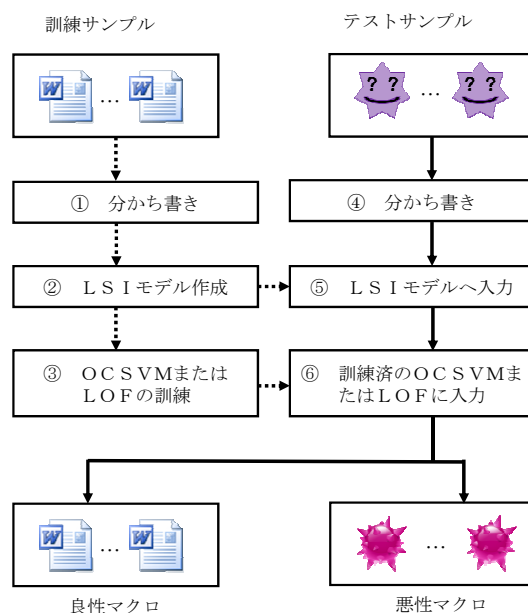 訓練サンプル
テストサンプル
W
…
W
? ?
…
? ?
① 分かち書き
④ 分かち書き
② LSIモデル作成
⑤ LSIモデルへ入力
③ OCSVMまたは
LOFの訓練
⑥ 訓練済のOCSVMま
たはLOFに入力
W
…
W
…
良性マクロ
悪性マクロ